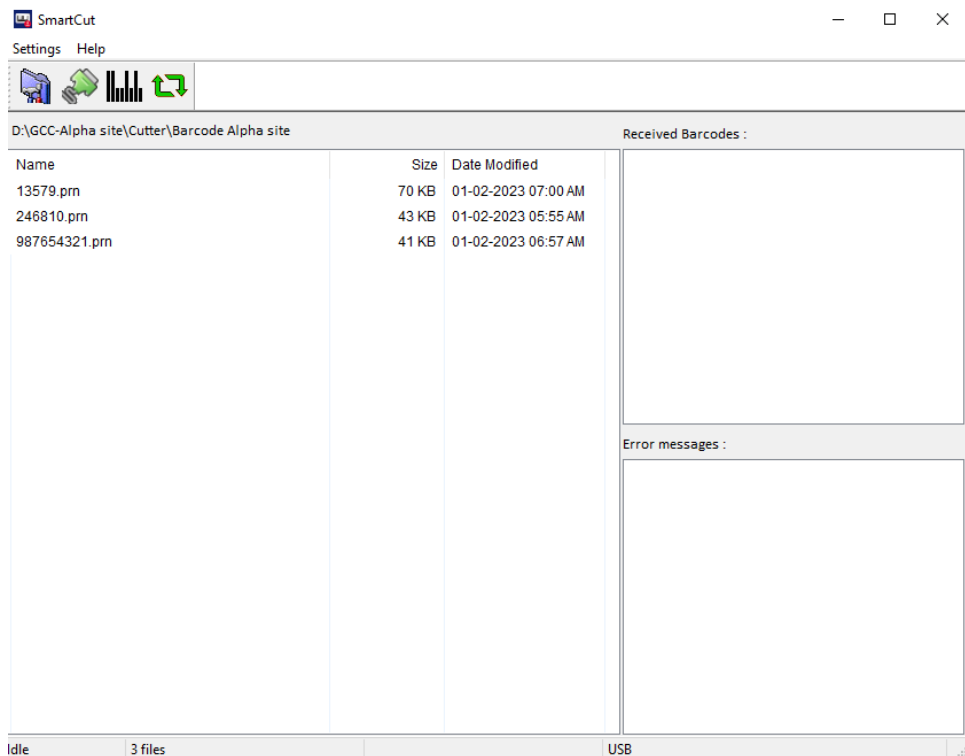 SmartCut
Settings Help
D:\GCC-Alpha site\Cutter\Barcode Alpha site
Name Size Date Modified
13579.prn 70 KB 01-02-2023 07:00 AM
246810.prn 43 KB 01-02-2023 05:55 AM
987654321.prn 41 KB 01-02-2023 06:57 AM
Received Barcodes :
Error messages :
Idle 3 files USB